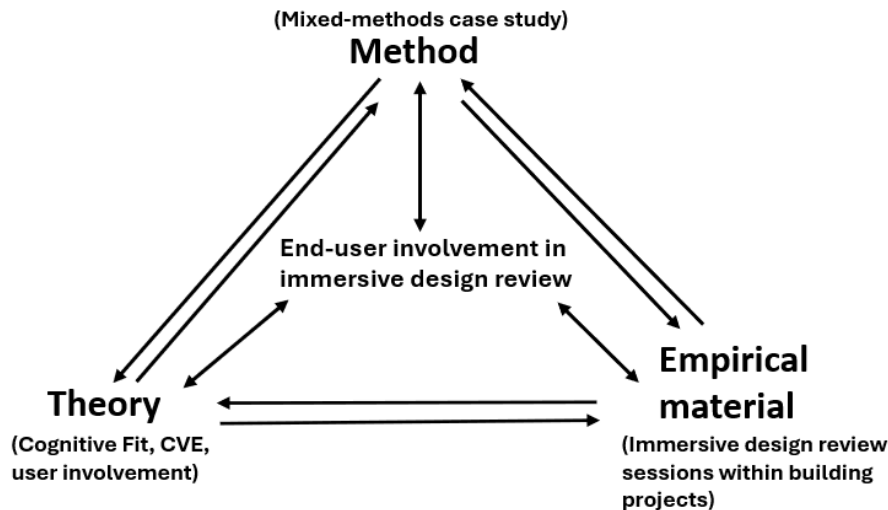 (Mixed-methods case study)
Method
End-user involvement in
immersive design review
Theory
(Cognitive Fit, CVE,
user involvement)
Empirical
material
(Immersive design review
sessions within building
projects)